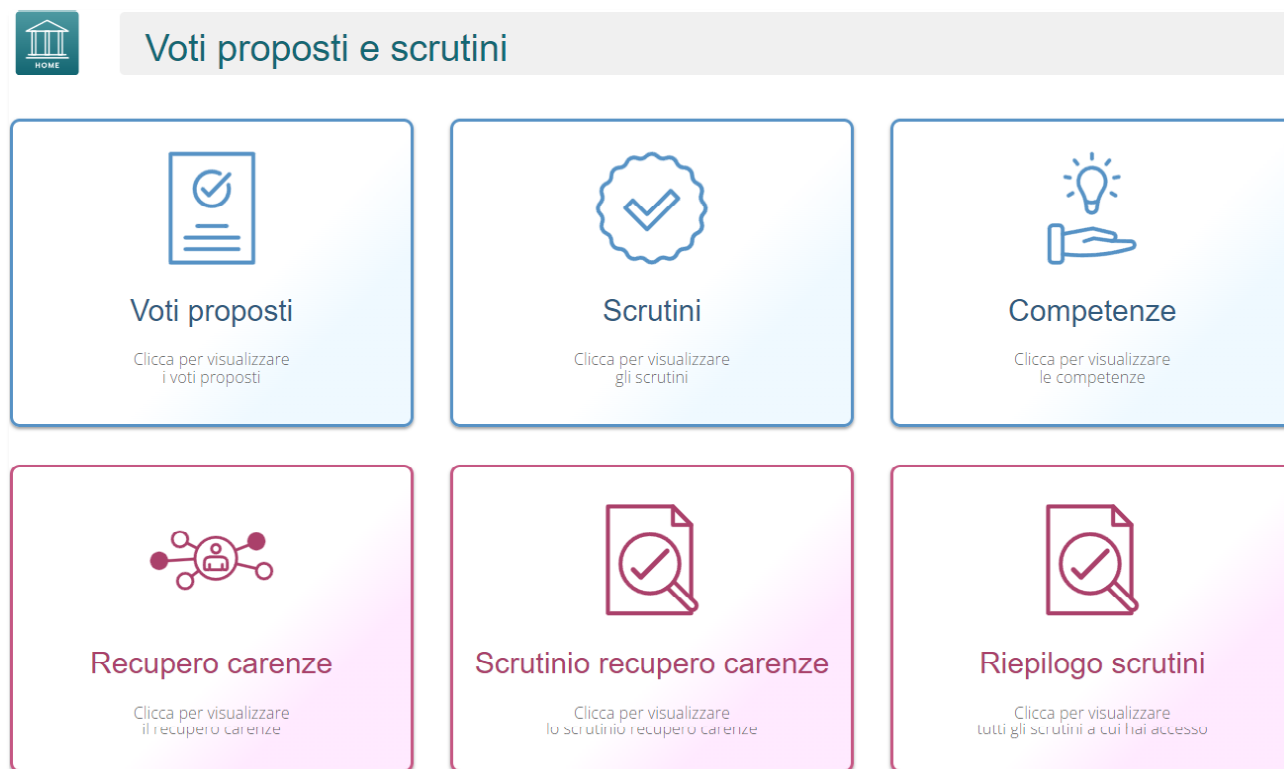 HOME
Voti proposti e scrutini
Voti proposti
Clicca per visualizzare
i voti proposti
Scrutini
Clicca per visualizzare
gli scrutini
Competenze
Clicca per visualizzare
le competenze
Recupero carenze
Clicca per visualizzare
il recupero carenze
Scrutinio recupero carenze
Clicca per visualizzare
lo scrutinio recupero carenze
Riepilogo scrutini
Clicca per visualizzare
tutti gli scrutini a cui hai accesso